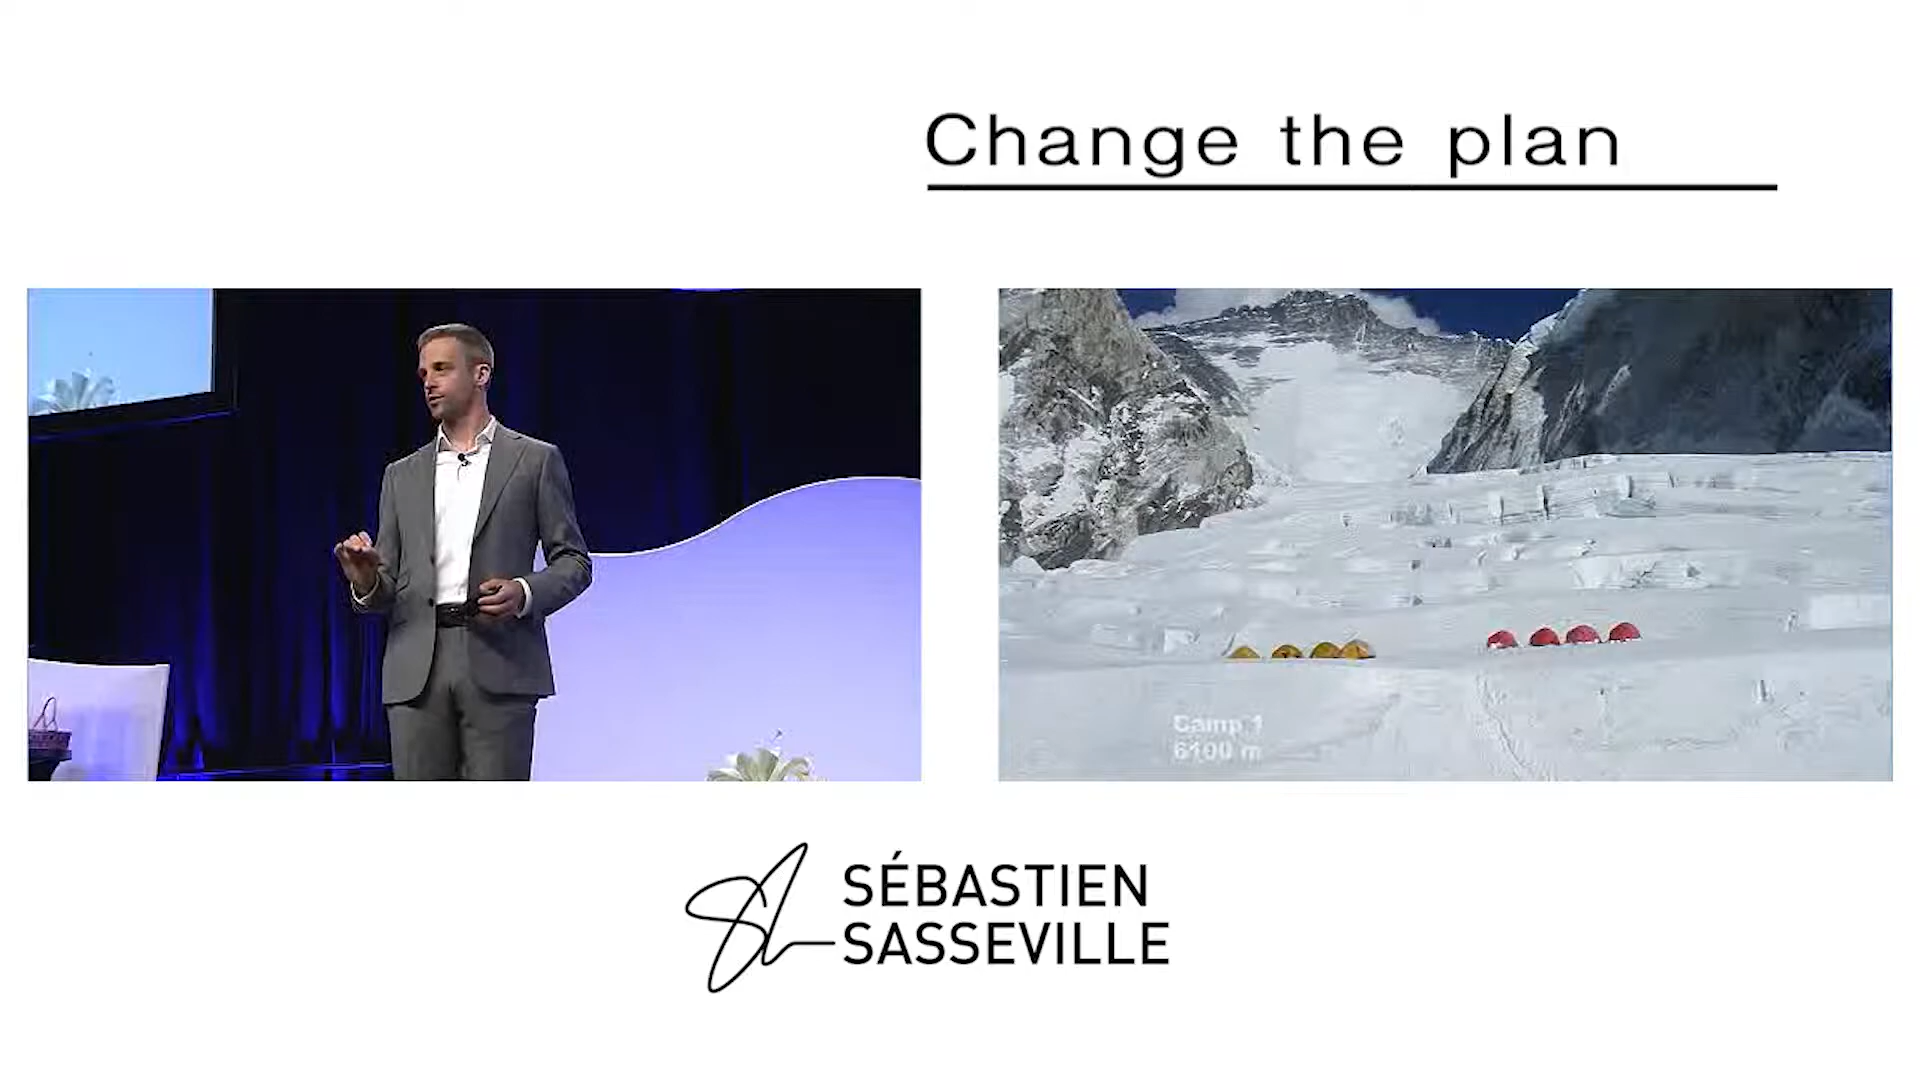 Change the plan
Camp 1
6100 m
SÉBASTIEN
SASSEVILLE